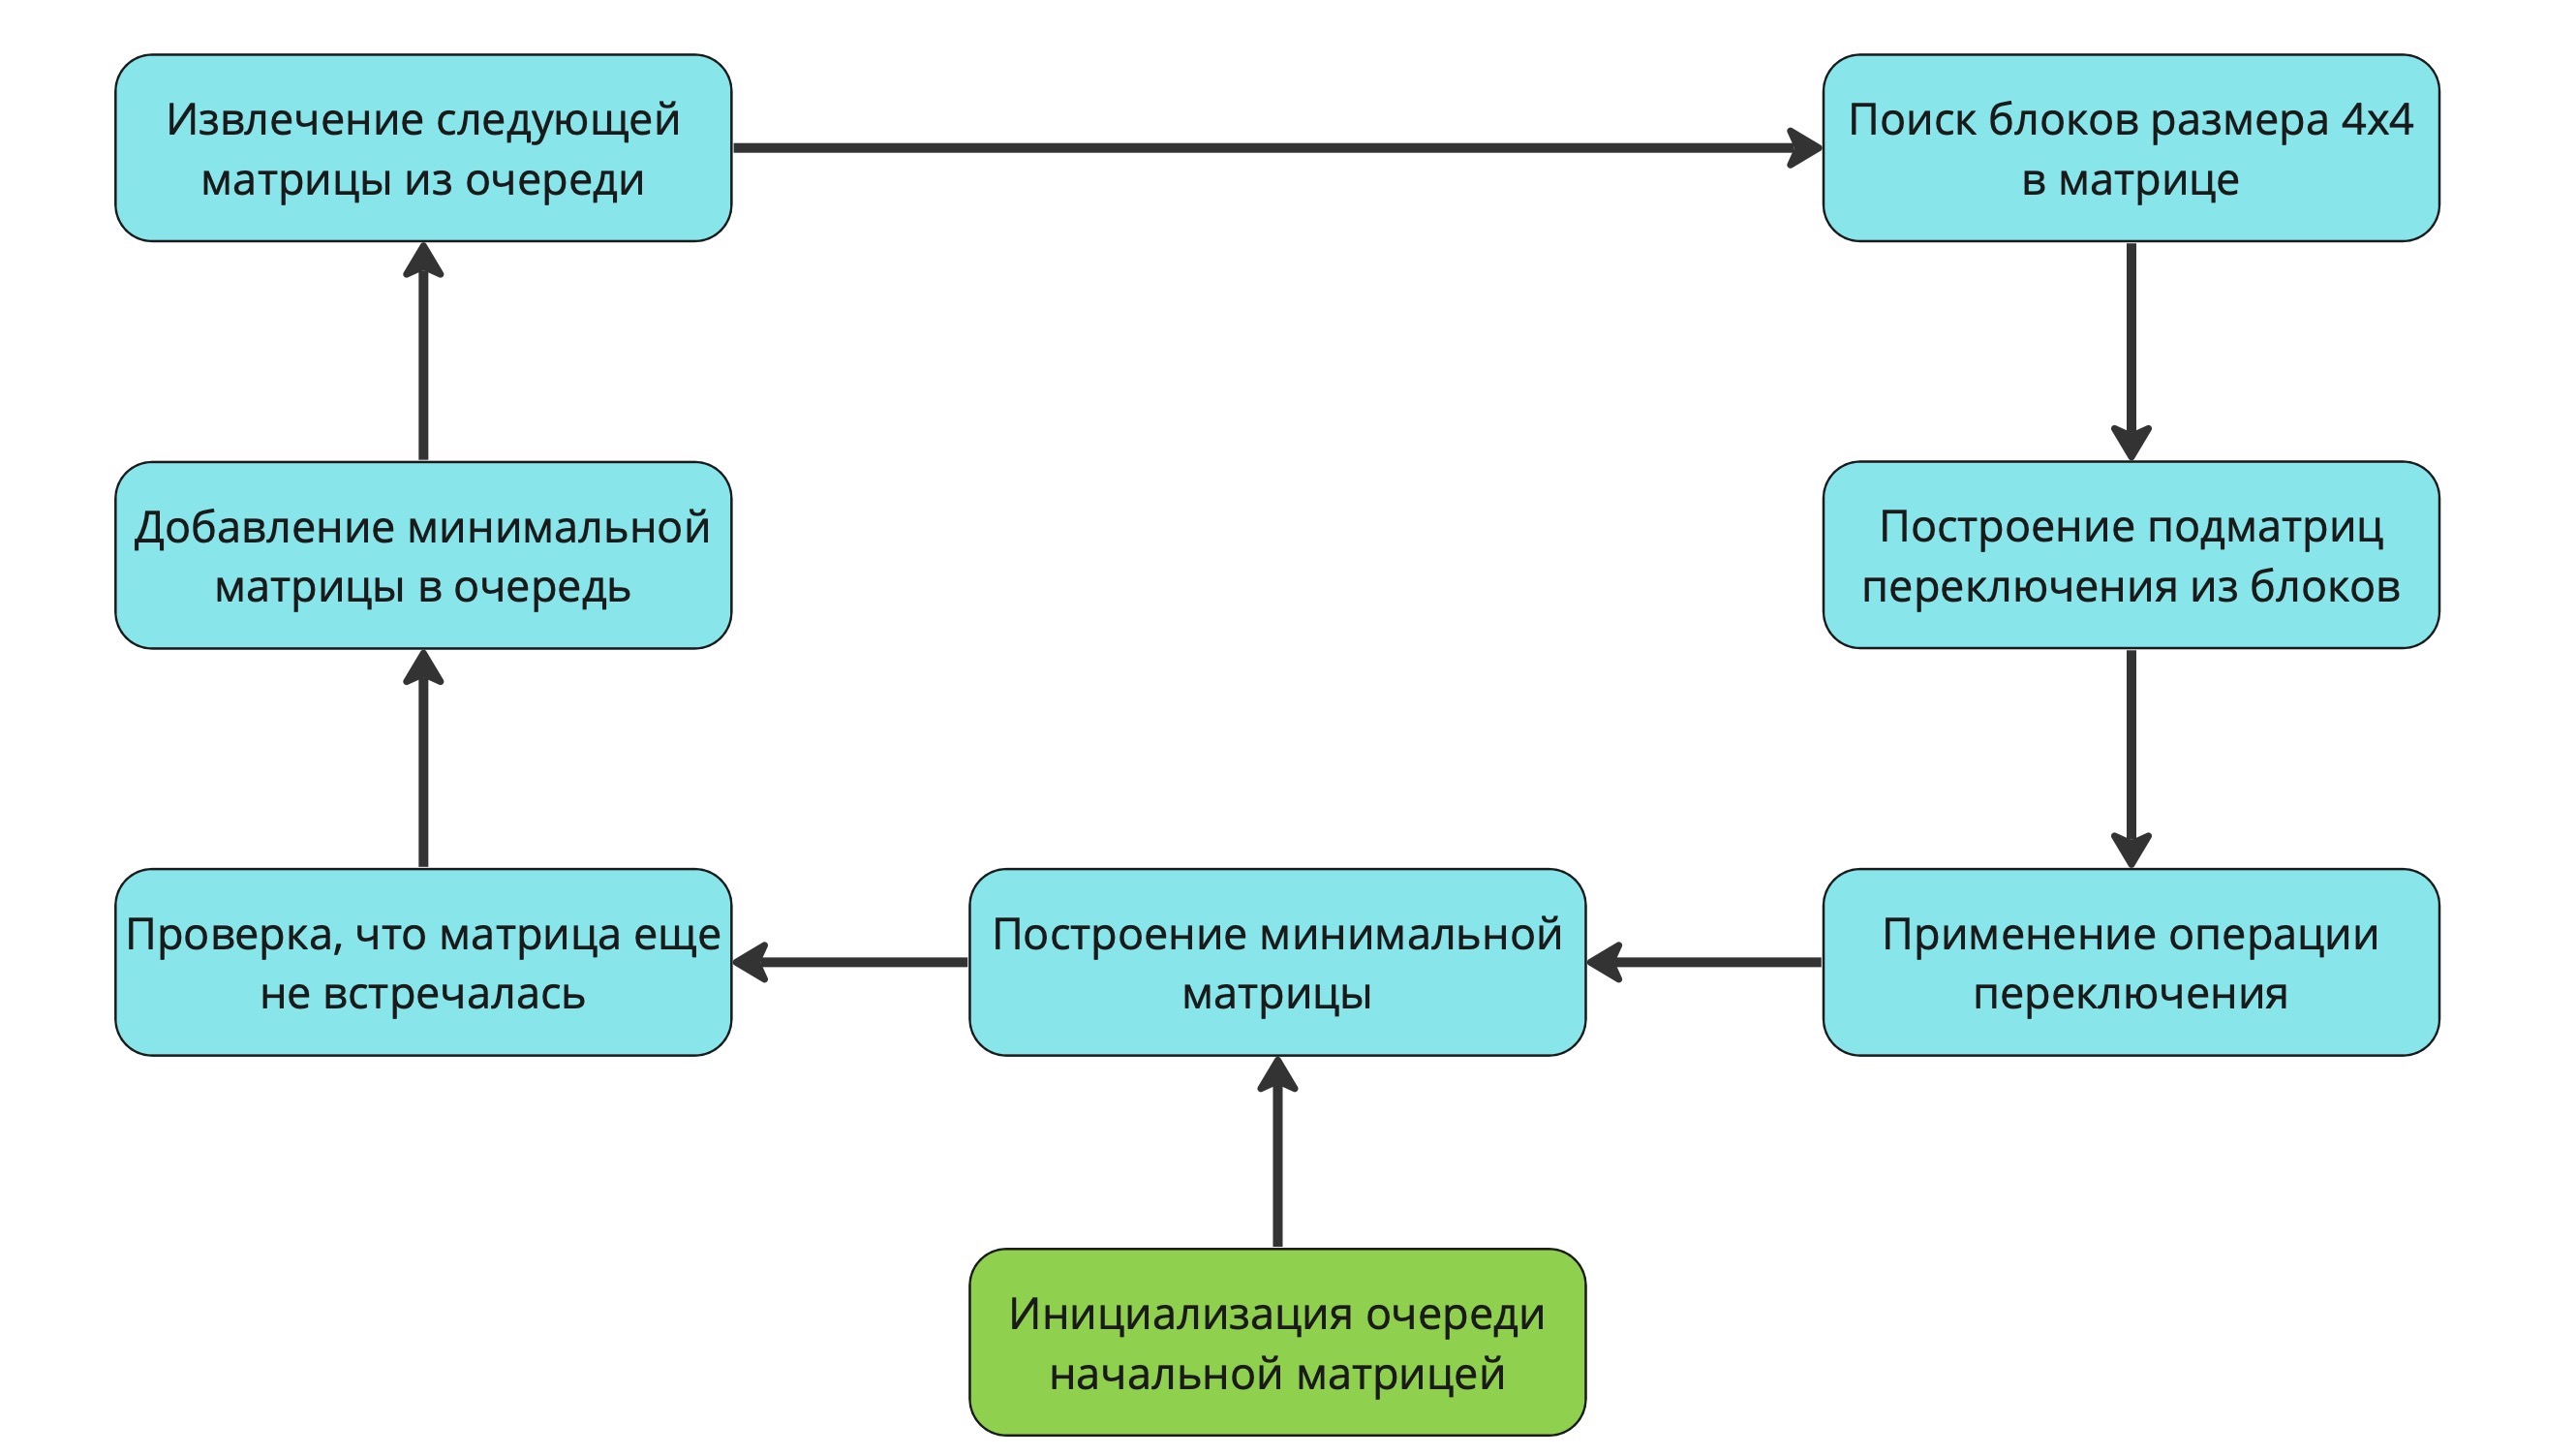 Извлечение следующей
матрицы из очереди
Поиск блоков размера 4х4
в матрице
Добавление минимальной
матрицы в очередь
Построение подматриц
переключения из блоков
Проверка, что матрица еще
не встречалась
Построение минимальной
матрицы
Применение операции
переключения
Инициализация очереди
начальной матрицей